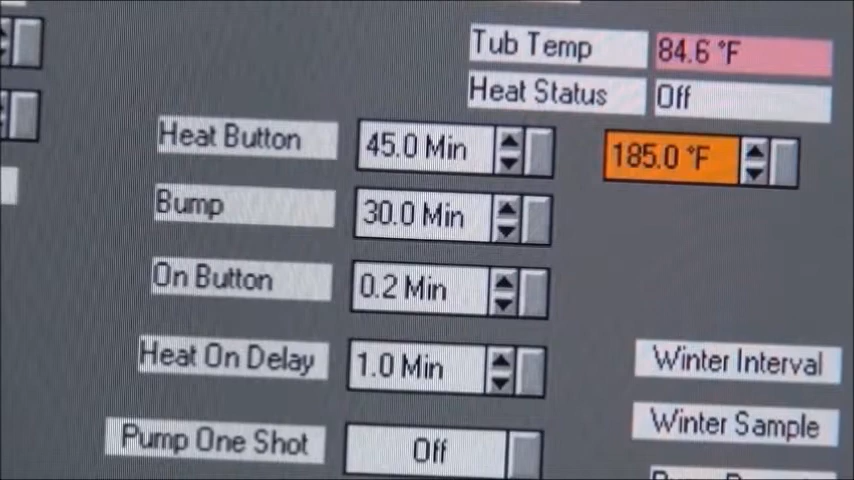 Tub Temp 84.6 °F
Heat Status Off
Heat Button 45.0 Min 185.0 °F
Bump 30.0 Min
On Button 0.2 Min
Heat On Delay 1.0 Min
Winter Interval
Winter Sample
Pump One Shot Off